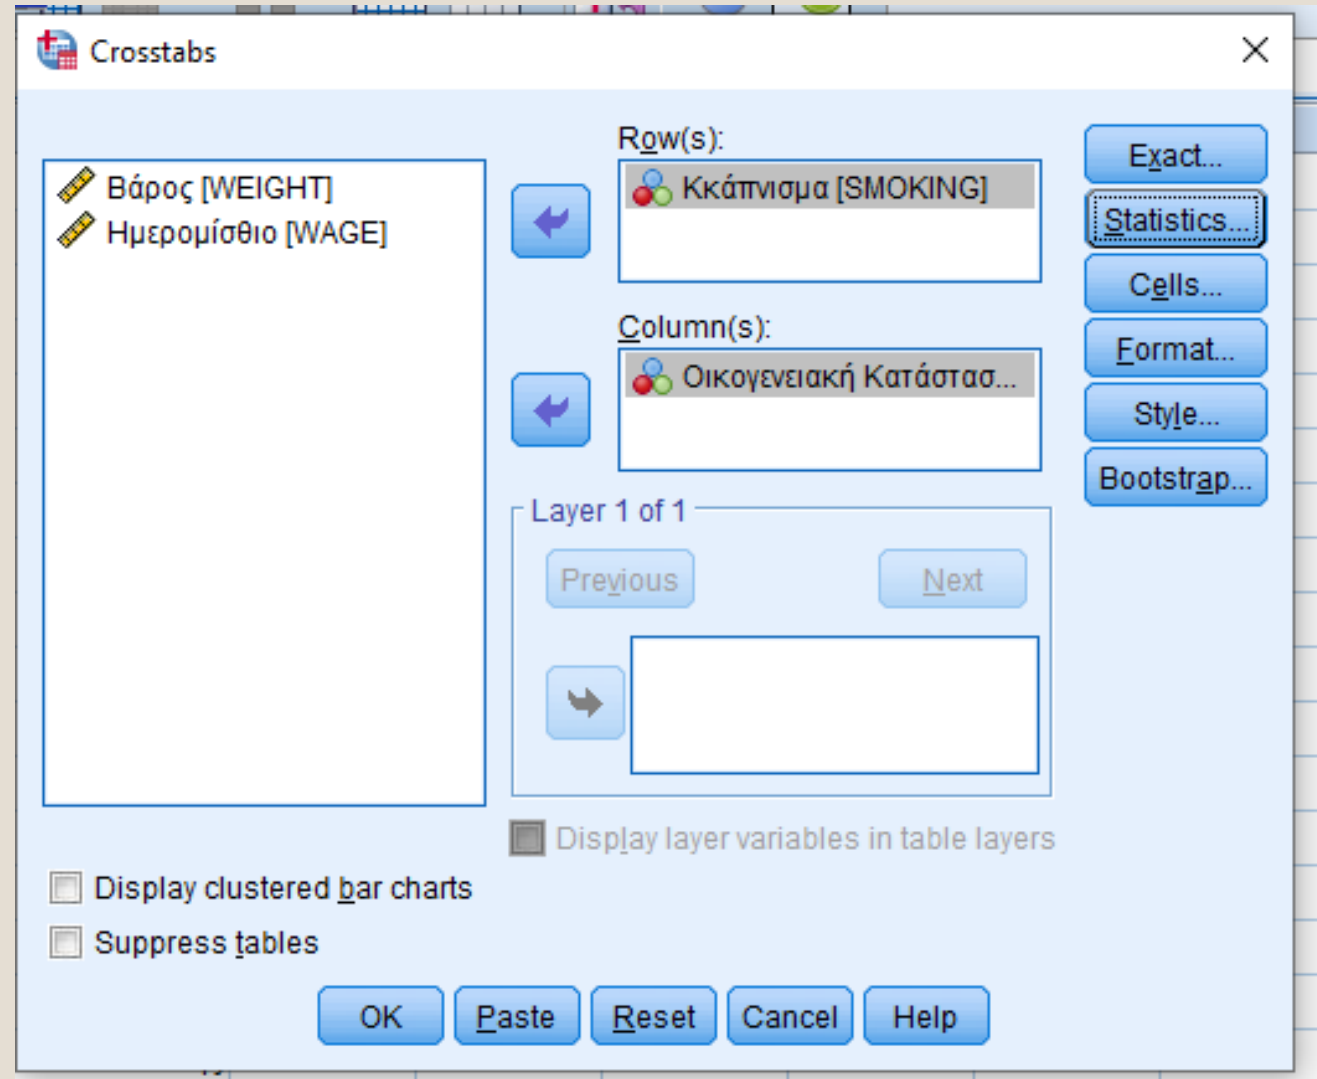 Crosstabs
Βάρος [WEIGHT]
Ημερομίσθιο [WAGE]
Row(s):
Κκάπνισμα [SMOKING]
Column(s):
Οικογενειακή Κατάστασ...
Layer 1 of 1
Previous
Next
Display layer variables in table layers
Exact...
Statistics...
Cells...
Format...
Style...
Bootstrap...
Display clustered bar charts
Suppress tables
OK Paste Reset Cancel Help